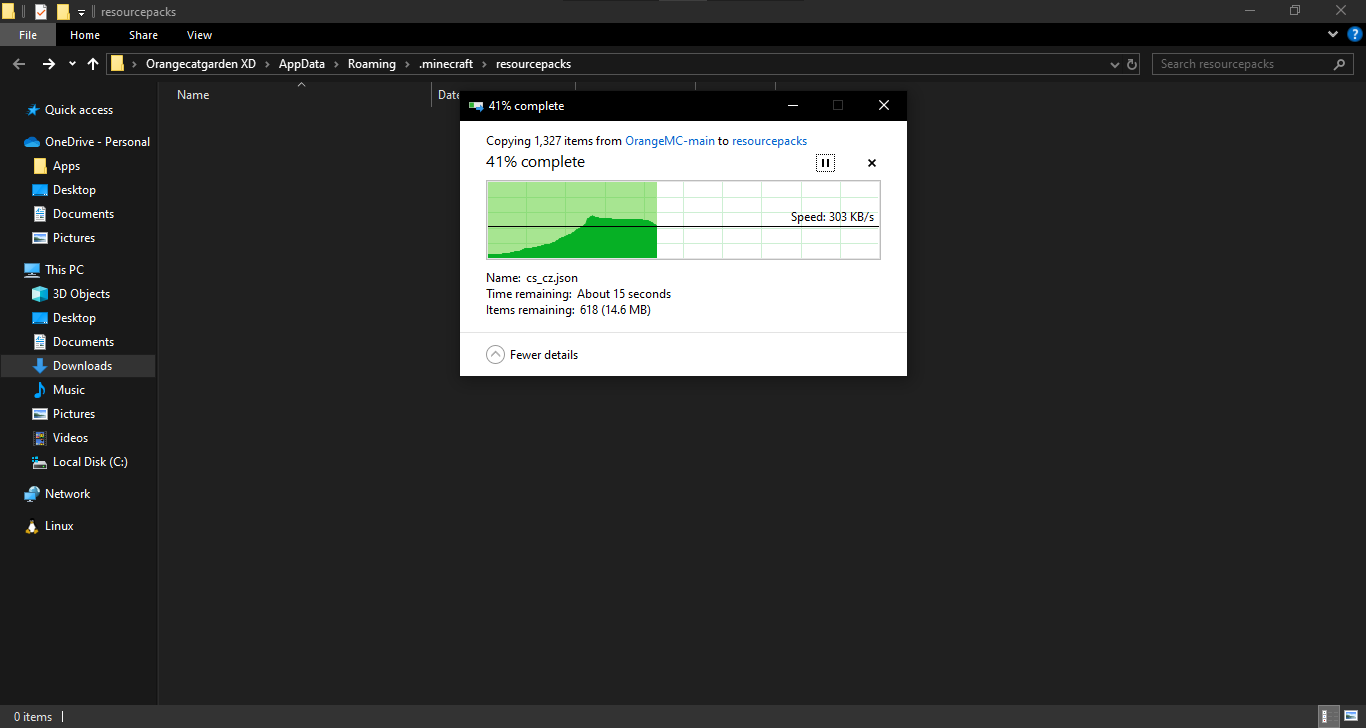 resourcepacks
File Home Share View
Orangecatgarden XD › AppData › Roaming › .minecraft › resourcepacks
Search resourcepacks
Name
Date
Quick access
OneDrive - Personal
Apps
Desktop
Documents
Pictures
This PC
3D Objects
Desktop
Documents
Downloads
Music
Pictures
Videos
Local Disk (C:)
Network
Linux
41% complete
Copying 1,327 items from OrangeMC-main to resourcepacks
41% complete
Speed: 303 KB/s
Name: cs_cz.json
Time remaining: About 15 seconds
Items remaining: 618 (14.6 MB)
Fewer details
0 items